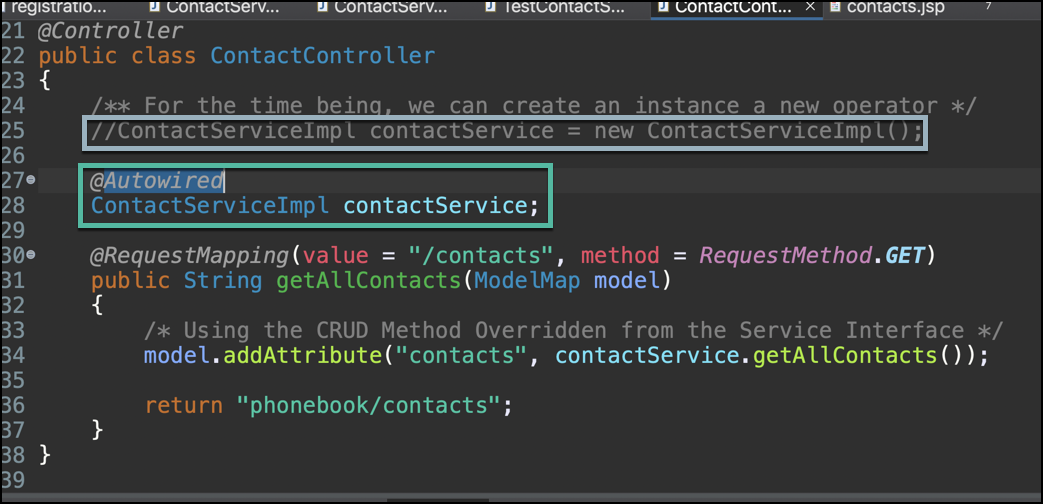 registratio... ContactServ... ContactServ... TestContactS... ContactCont... × contacts.jsp 7
21 @Controller
22 public class ContactController
23 {
24 /** For the time being, we can create an instance a new operator */
25 //ContactServiceImpl contactService = new ContactServiceImpl();
26
27 @Autowired
28 ContactServiceImpl contactService;
29
30 @RequestMapping(value = "/contacts", method = RequestMethod.GET)
31 public String getAllContacts(ModelMap model)
32 {
33 /* Using the CRUD Method Overridden from the Service Interface */
34 model.addAttribute("contacts", contactService.getAllContacts());
35
36 return "phonebook/contacts";
37 }
38 }
39